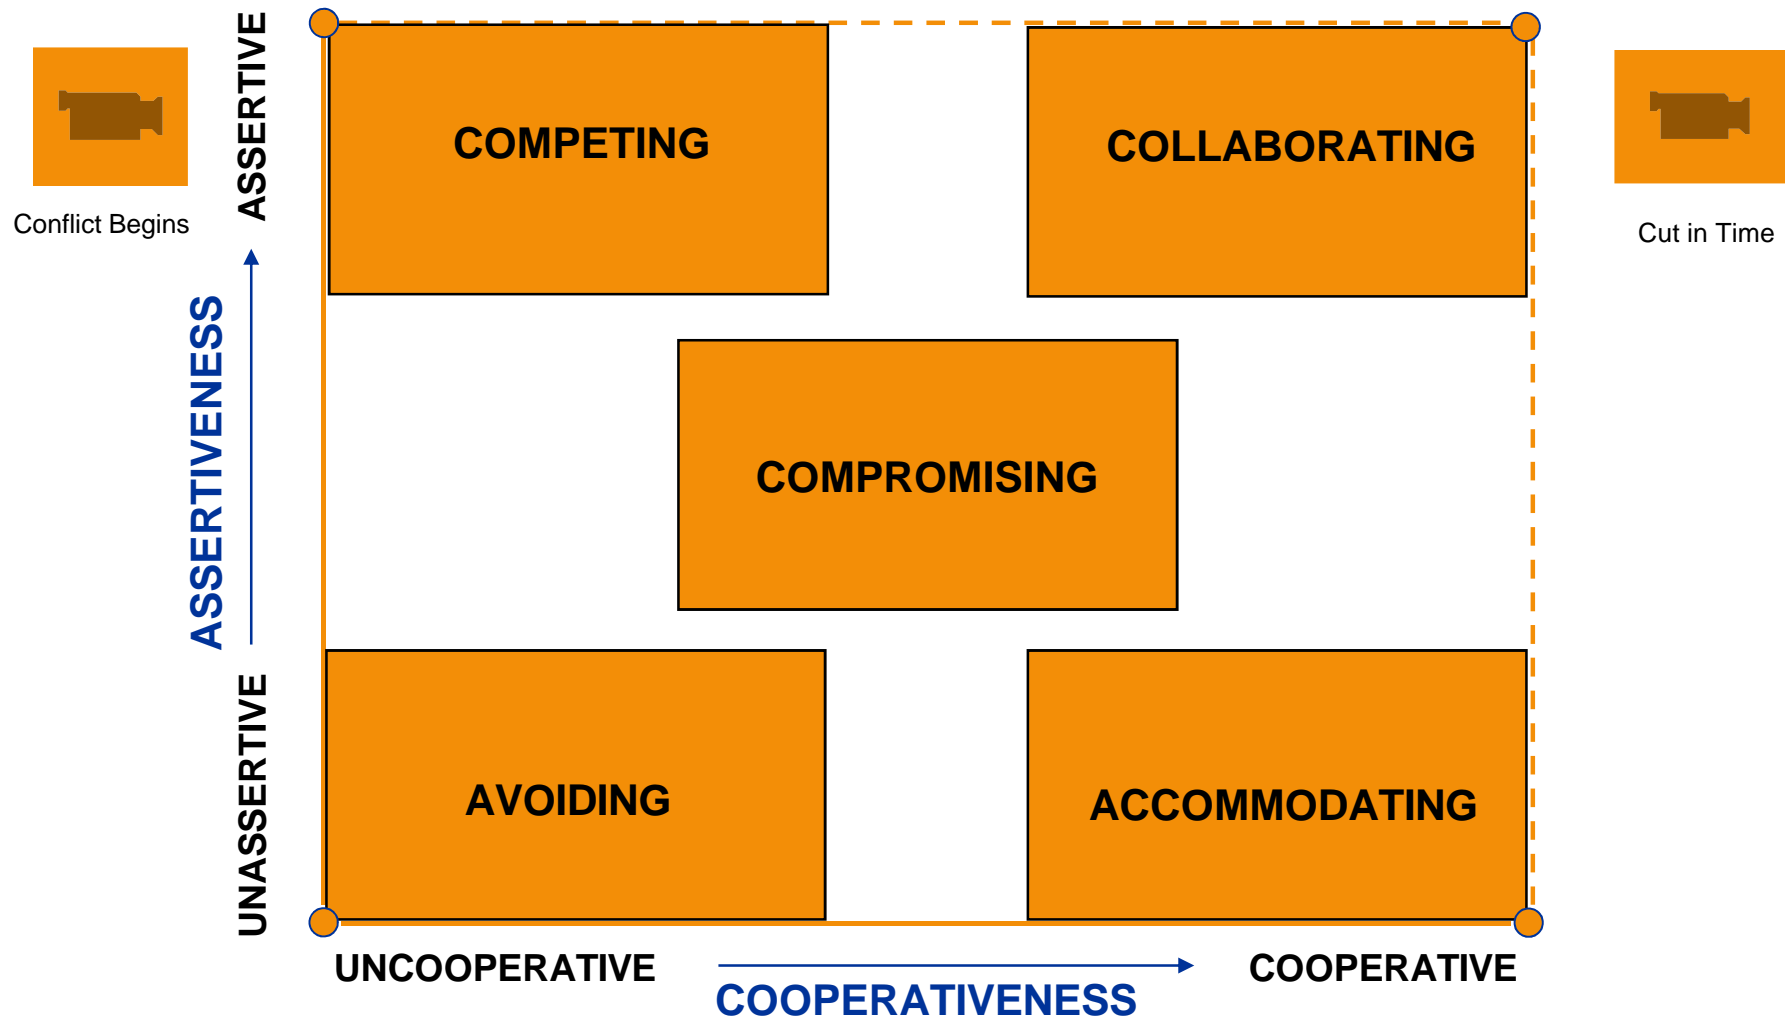 ASSERTIVE
COMPETING
COLLABORATING
Conflict Begins
Cut in Time
ASSERTIVENESS
COMPROMISING
UNASSERTIVE
AVOIDING
ACCOMMODATING
UNCOOPERATIVE
COOPERATIVE
COOPERATIVENESS